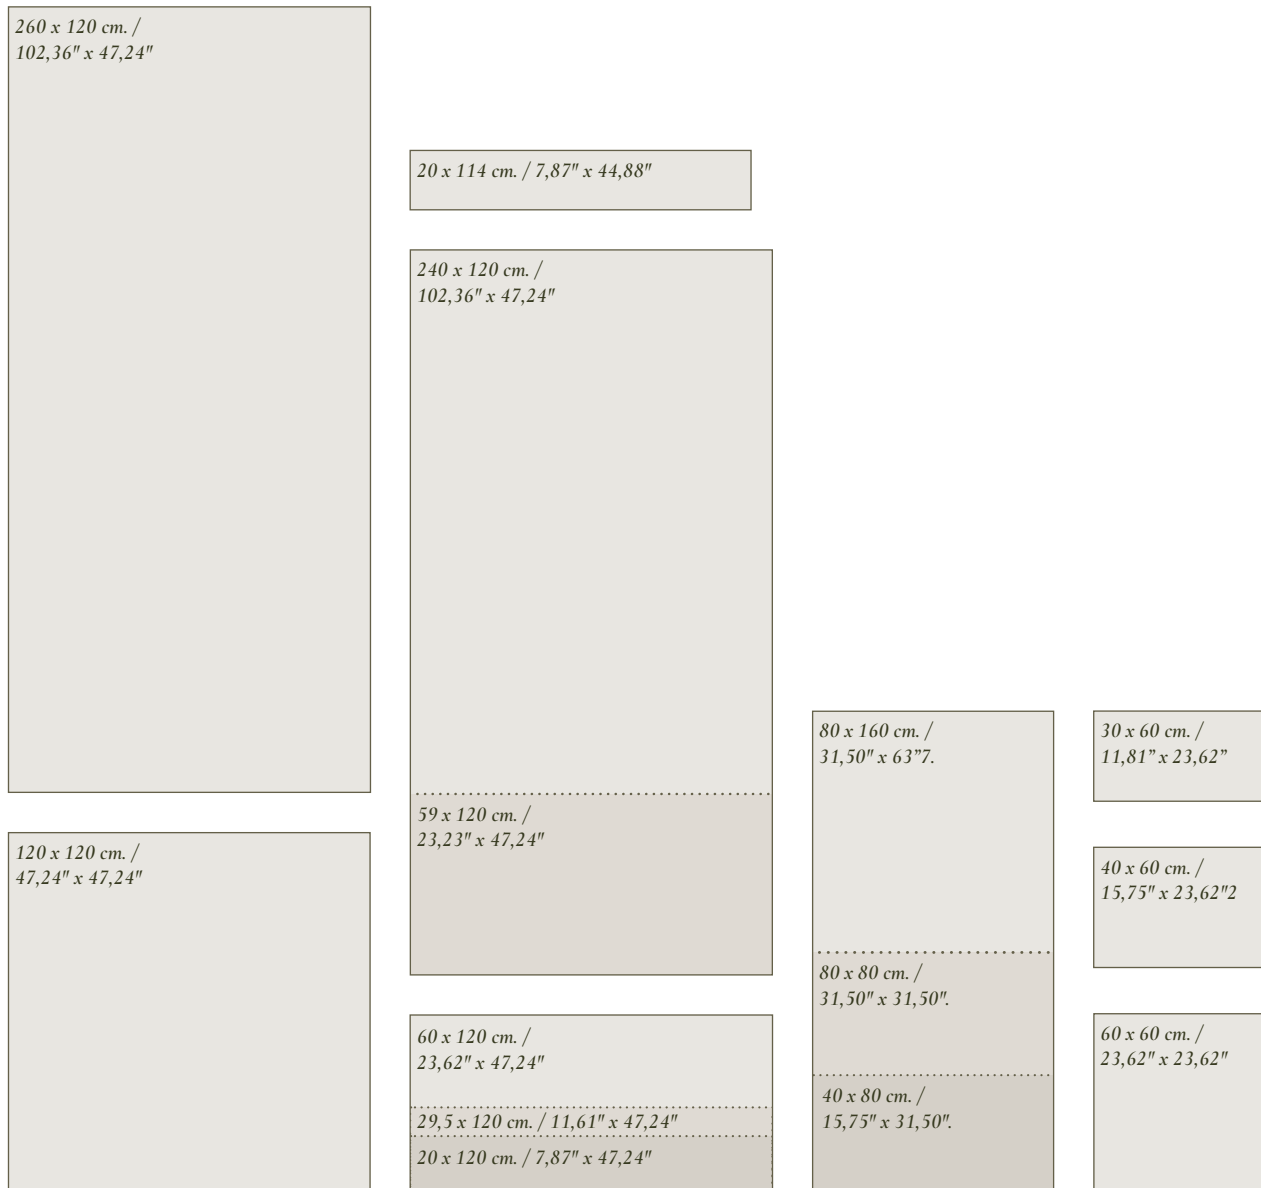 260 x 120 cm. /
102,36" x 47,24"
120 x 120 cm. /
47,24" x 47,24"
20 x 114 cm. / 7,87" x 44,88"
240 x 120 cm. /
102,36" x 47,24"
59 x 120 cm. /
23,23" x 47,24"
60 x 120 cm. /
23,62" x 47,24"
29,5 x 120 cm. / 11,61" x 47,24"
20 x 120 cm. / 7,87" x 47,24"
80 x 160 cm. /
31,50" x 63”7.
80 x 80 cm. /
31,50" x 31,50".
40 x 80 cm. /
15,75" x 31,50".
30 x 60 cm. /
11,81” x 23,62”
40 x 60 cm. /
15,75" x 23,62"2
60 x 60 cm. /
23,62" x 23,62"